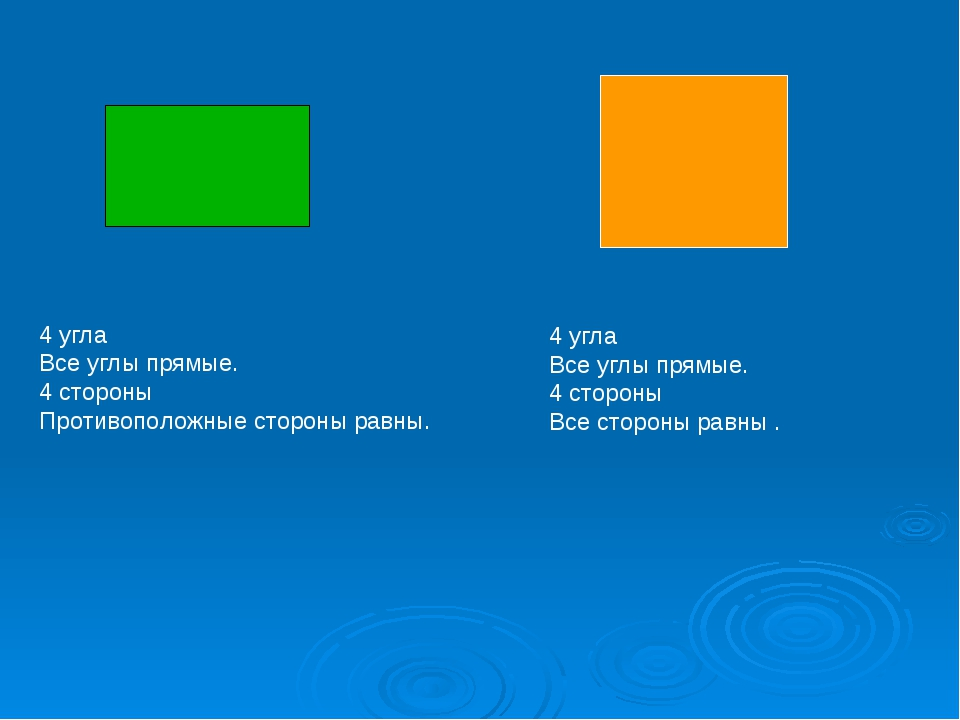 4 угла
Все углы прямые.
4 стороны
Противоположные стороны равны.
4 угла
Все углы прямые.
4 стороны
Все стороны равны .